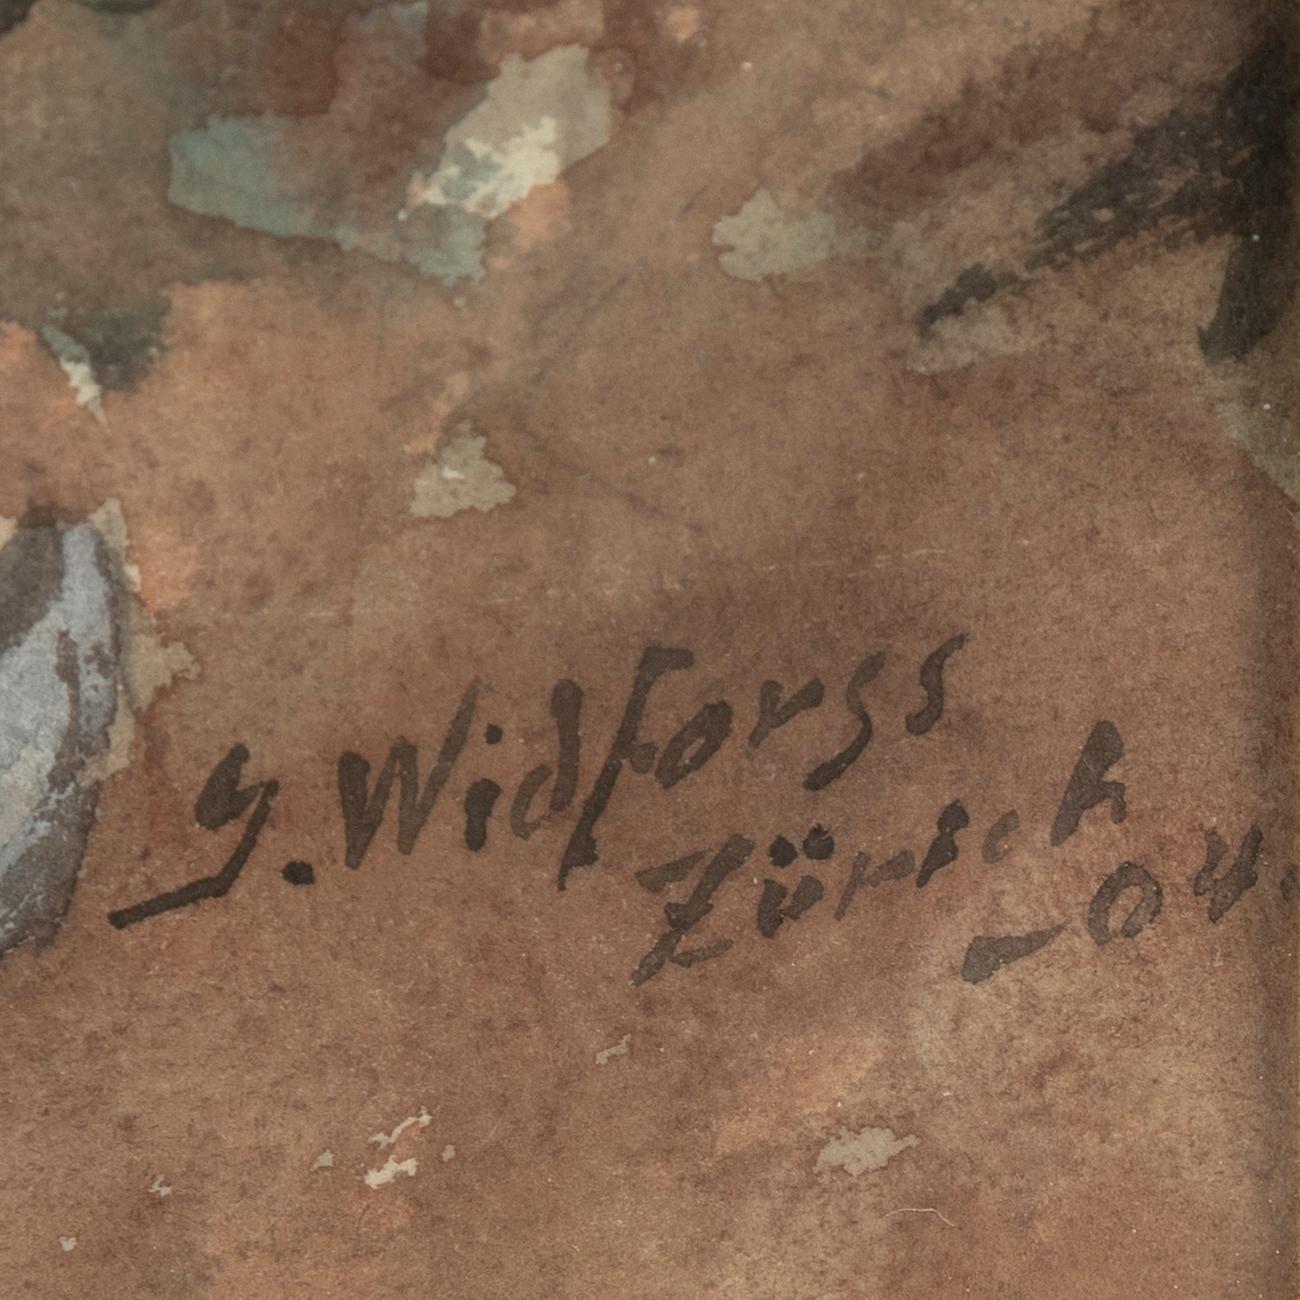 G. Widforss
Zürich
-04.